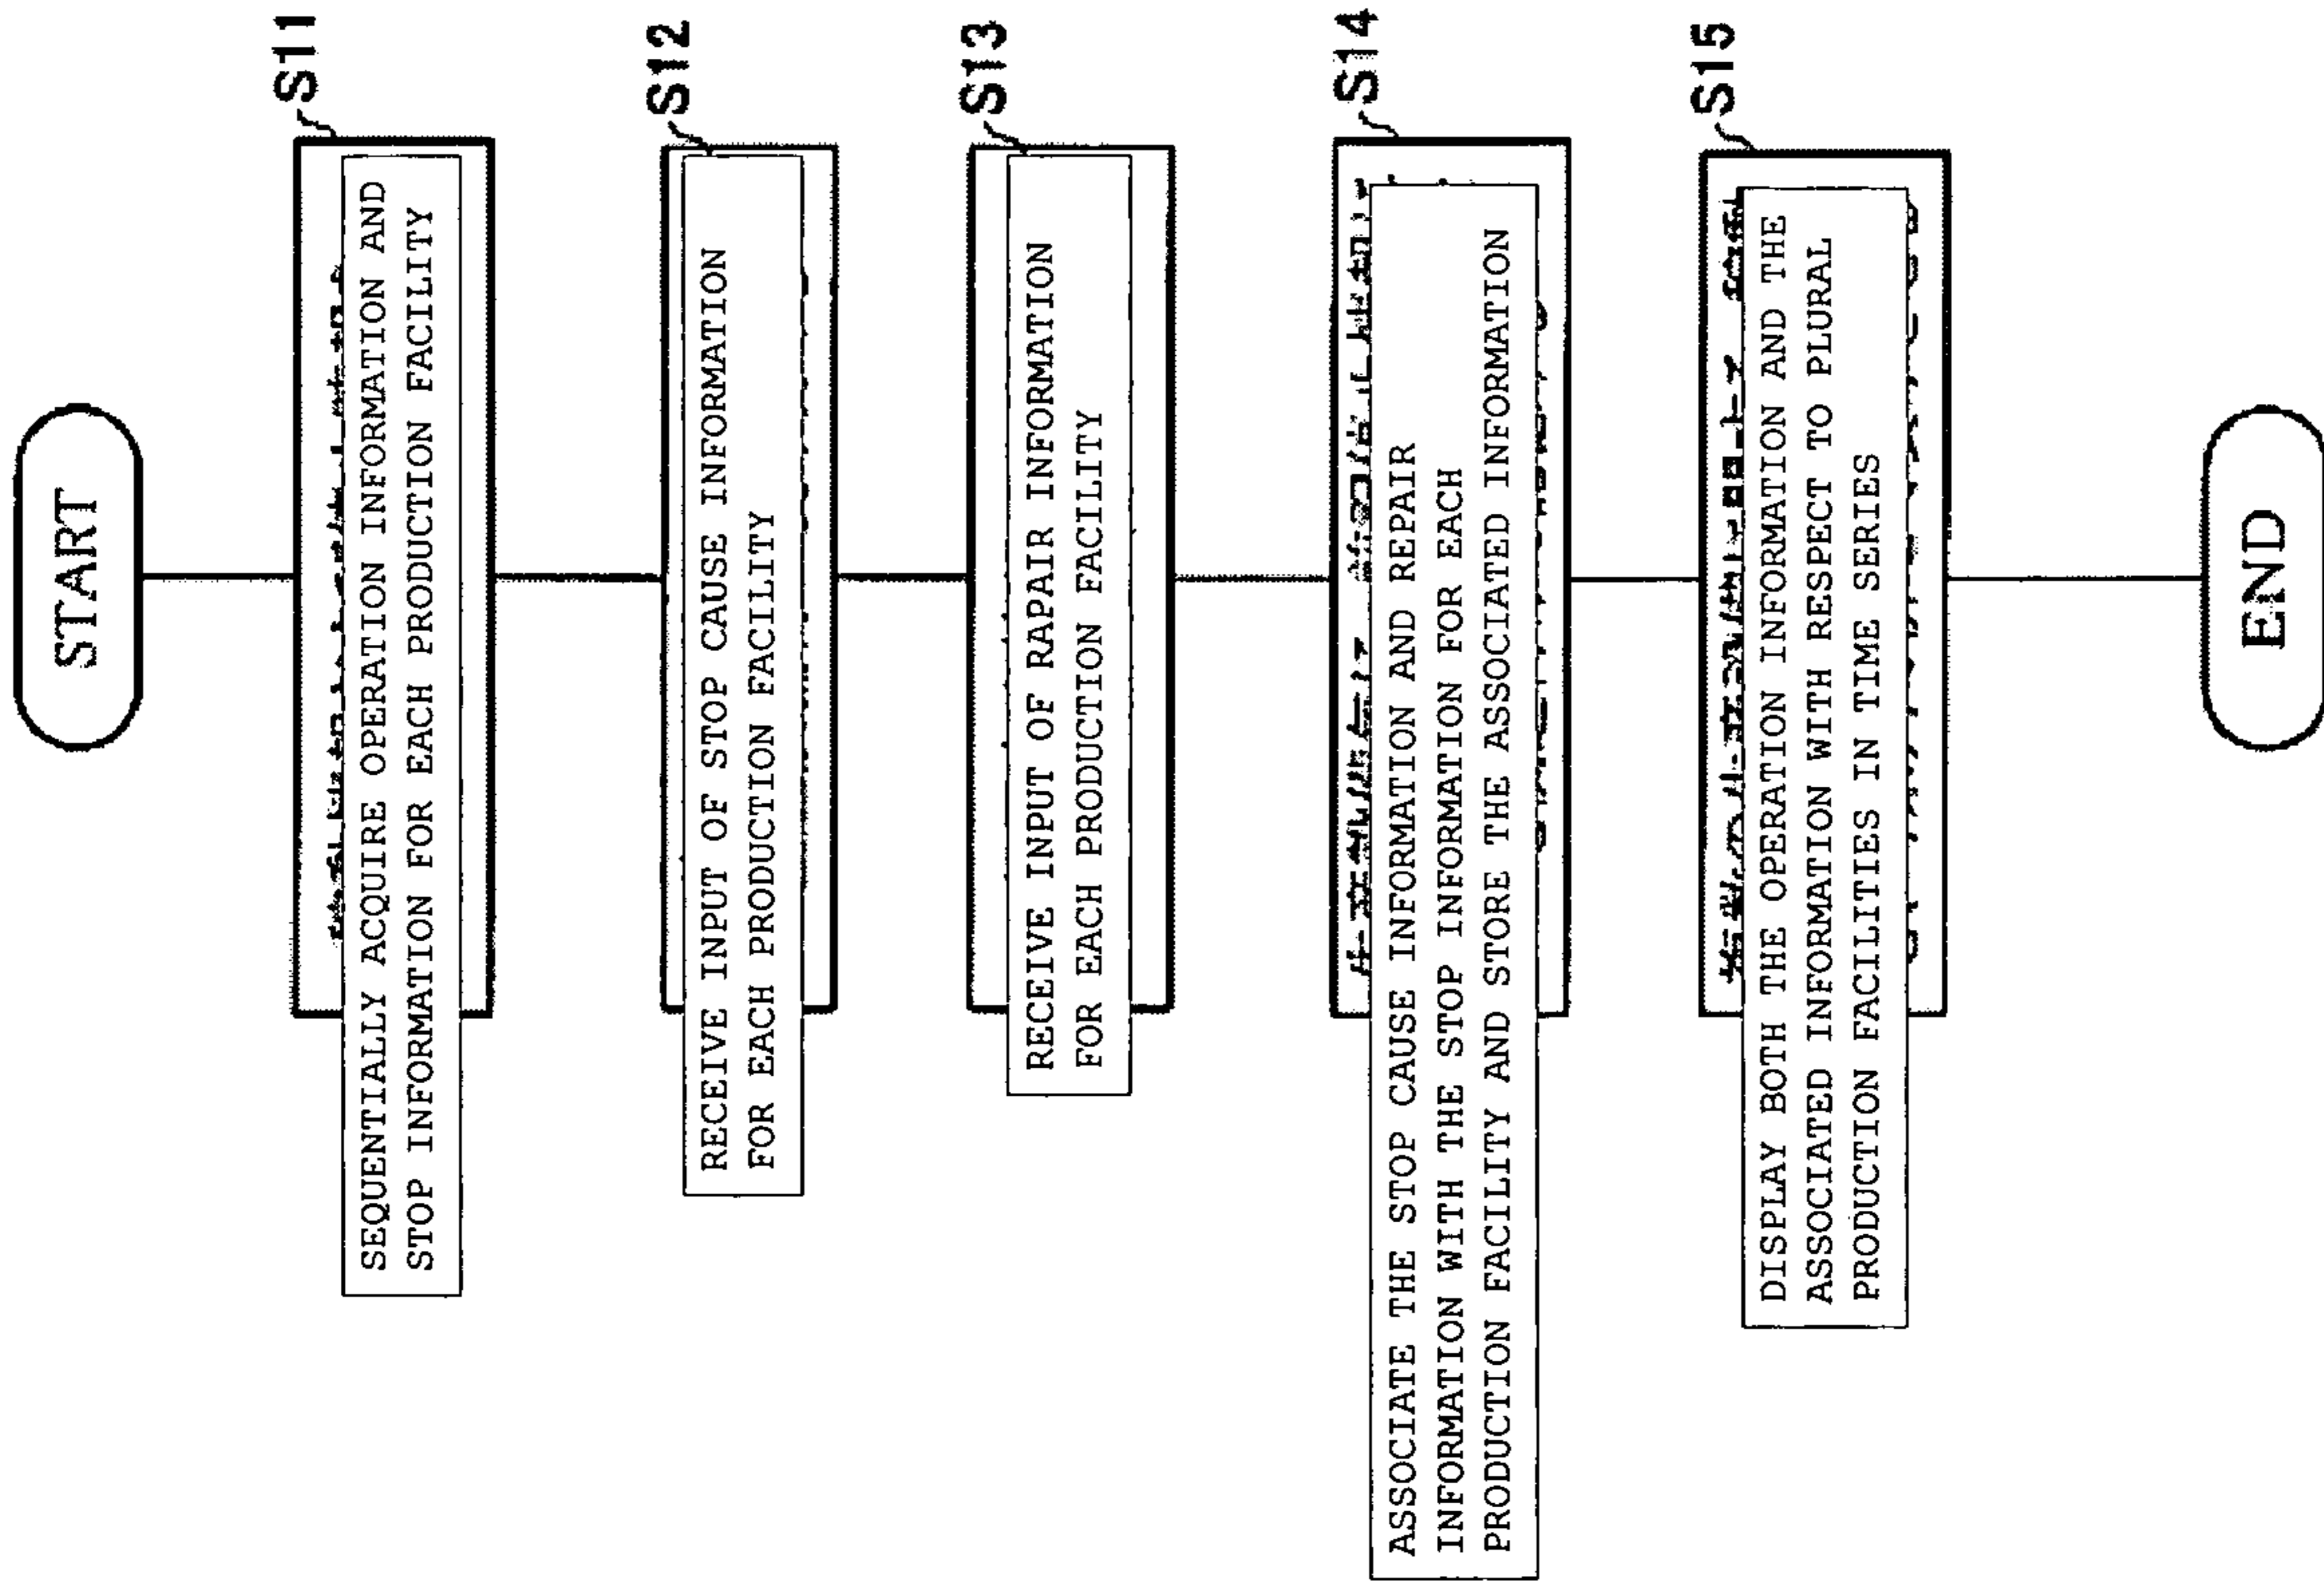 START
S11
SEQUENTIALLY ACQUIRE OPERATION INFORMATION AND
STOP INFORMATION FOR EACH PRODUCTION FACILITY
S12
RECEIVE INPUT OF STOP CAUSE INFORMATION
FOR EACH PRODUCTION FACILITY
S13
RECEIVE INPUT OF RAPAIR INFORMATION
FOR EACH PRODUCTION FACILITY
S14
ASSOCIATE THE STOP CAUSE INFORMATION AND REPAIR
INFORMATION WITH THE STOP INFORMATION FOR EACH
PRODUCTION FACILITY AND STORE THE ASSOCIATED INFORMATION
S15
DISPLAY BOTH THE OPERATION INFORMATION AND THE
ASSOCIATED INFORMATION WITH RESPECT TO PLURAL
PRODUCTION FACILITIES IN TIME SERIES
END